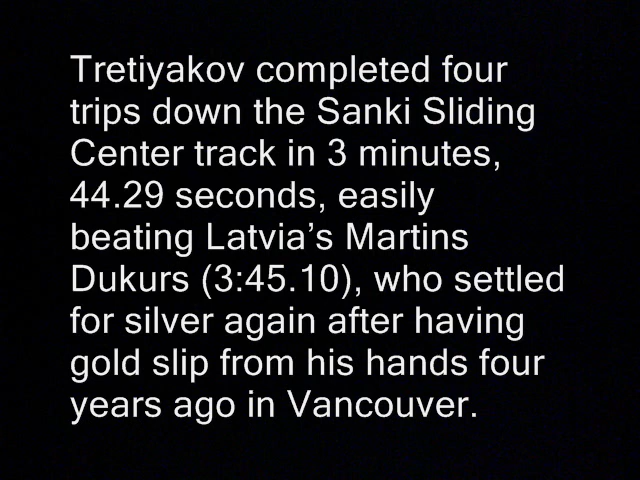 Tretiyakov completed four
trips down the Sanki Sliding
Center track in 3 minutes,
44.29 seconds, easily
beating Latvia’s Martins
Dukurs (3:45.10), who settled
for silver again after having
gold slip from his hands four
years ago in Vancouver.